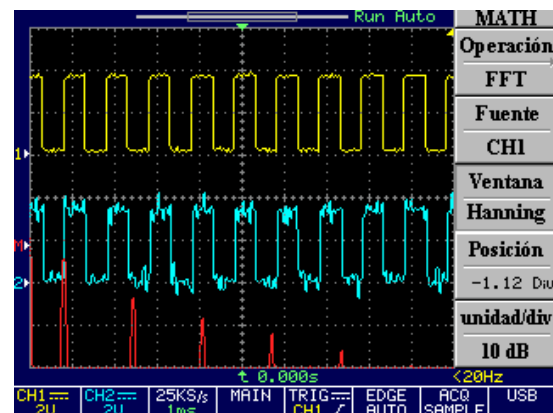 Run Auto
MATH
Operación
FFT
Fuente
CH1
Ventana
Hanning
Posición
-1.12 Div
unidad/div
10 dB
1
M
2
0.000s
<20Hz
CH1
2V
CH2
2V
25KS/s
1ms
MAIN
TRIG
CH1
EDGE
AUTO
ACQ
SAMPLE
USB